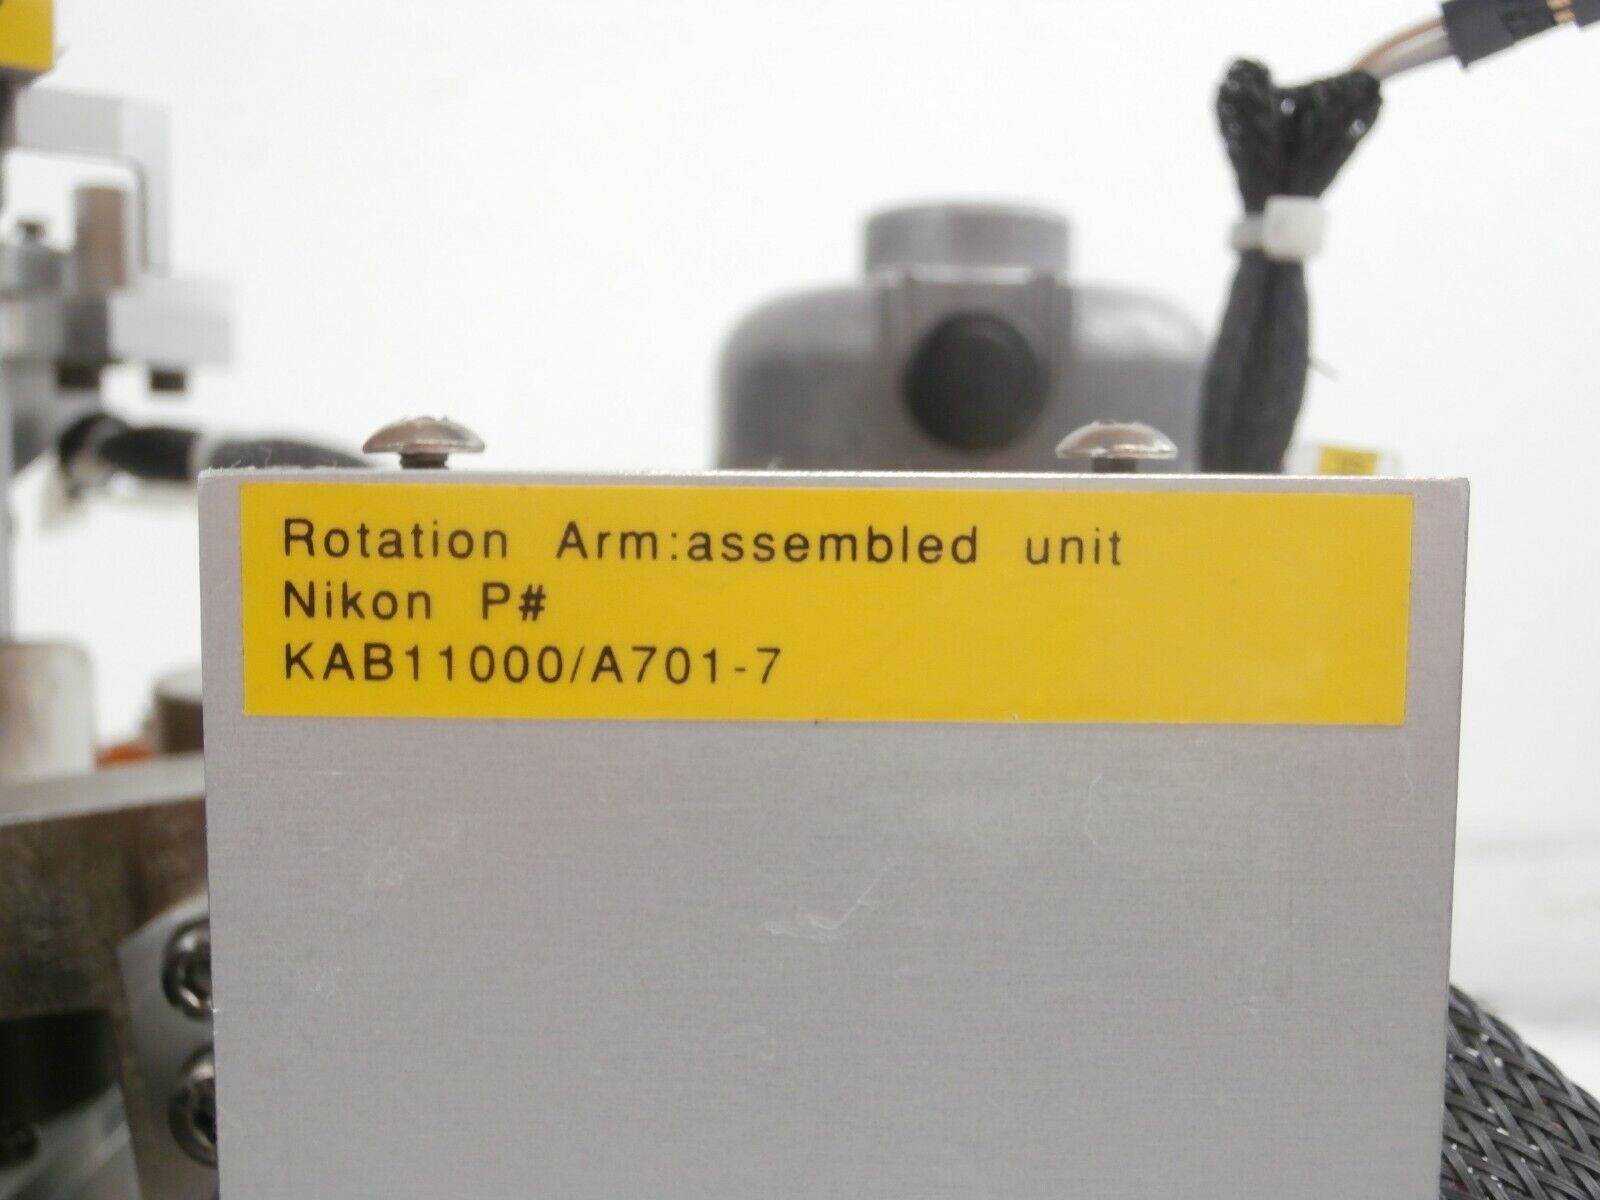 Rotation Arm:assembled unit
Nikon P#
KAB11000/A701-7